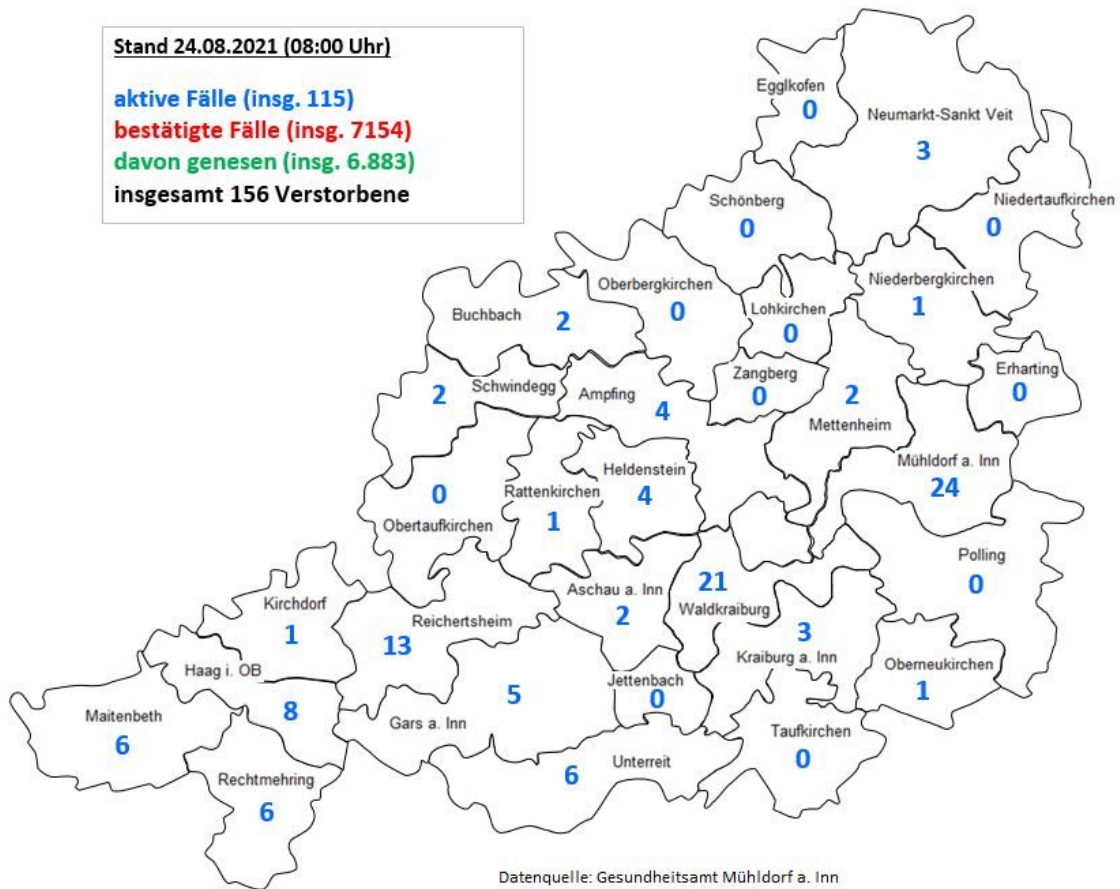 Stand 24.08.2021 (08:00 Uhr)
aktive Fälle (insg. 115)
bestätigte Fälle (insg. 7154)
davon genesen (insg. 6.883)
insgesamt 156 Verstorbene
Egglkofen
0
Neumarkt-Sankt Veit
3
Niedertaufkirchen
0
Schönberg
0
Oberbergkirchen
0
Lohkirchen
0
Niederbergkirchen
1
Buchbach
2
Schwindegg
2
Ampfing
4
Zangberg
0
2
Mettenheim
Erharting
0
Mühldorf a. Inn
24
0
Obertaufkirchen
Rattenkirchen
1
Heldenstein
4
Polling
0
Kirchdorf
1
Reichertsheim
13
Aschau a. Inn
2
21
Waldkraiburg
3
Kraiburg a. Inn
Oberneukirchen
1
Haag i. OB
8
Maitenbeth
6
Rechtmehring
6
Gars a. Inn
5
Jettenbach
0
Unterreit
6
Taufkirchen
0
Datenquelle: Gesundheitsamt Mühldorf a. Inn